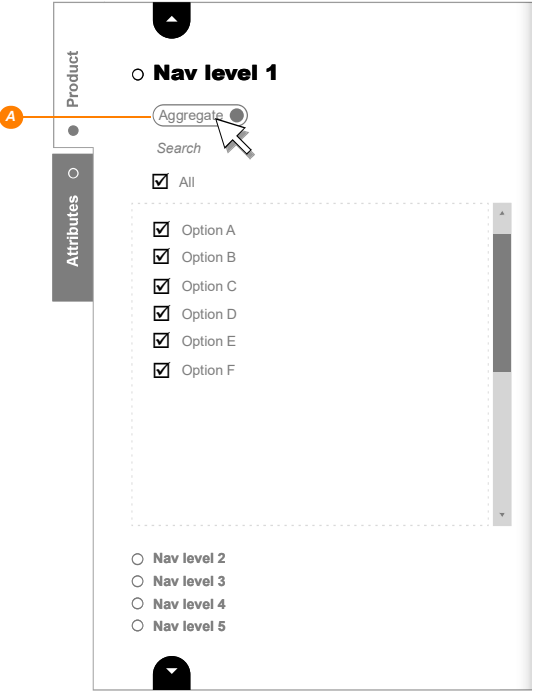 Product
Attributes
A
Nav level 1
Aggregate
Search
All
Option A
Option B
Option C
Option D
Option E
Option F
Nav level 2
Nav level 3
Nav level 4
Nav level 5